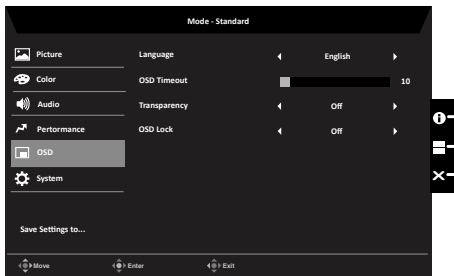 Mode - Standard
Picture
Language English
Color
OSD Timeout 10
Audio
Transparency Off
Pertormance
OSD Lock Off
OSD
System
Save Settings to...
Move Enter Exit